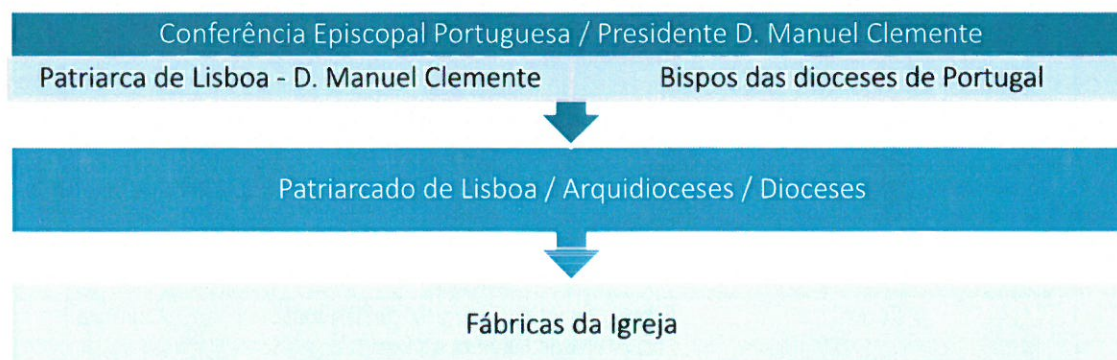 Conferência Episcopal Portuguesa / Presidente D. Manuel Clemente
Patriarca de Lisboa - D. Manuel Clemente
Bispos das dioceses de Portugal
Patriarcado de Lisboa / Arquidioceses / Dioceses
Fábricas da Igreja